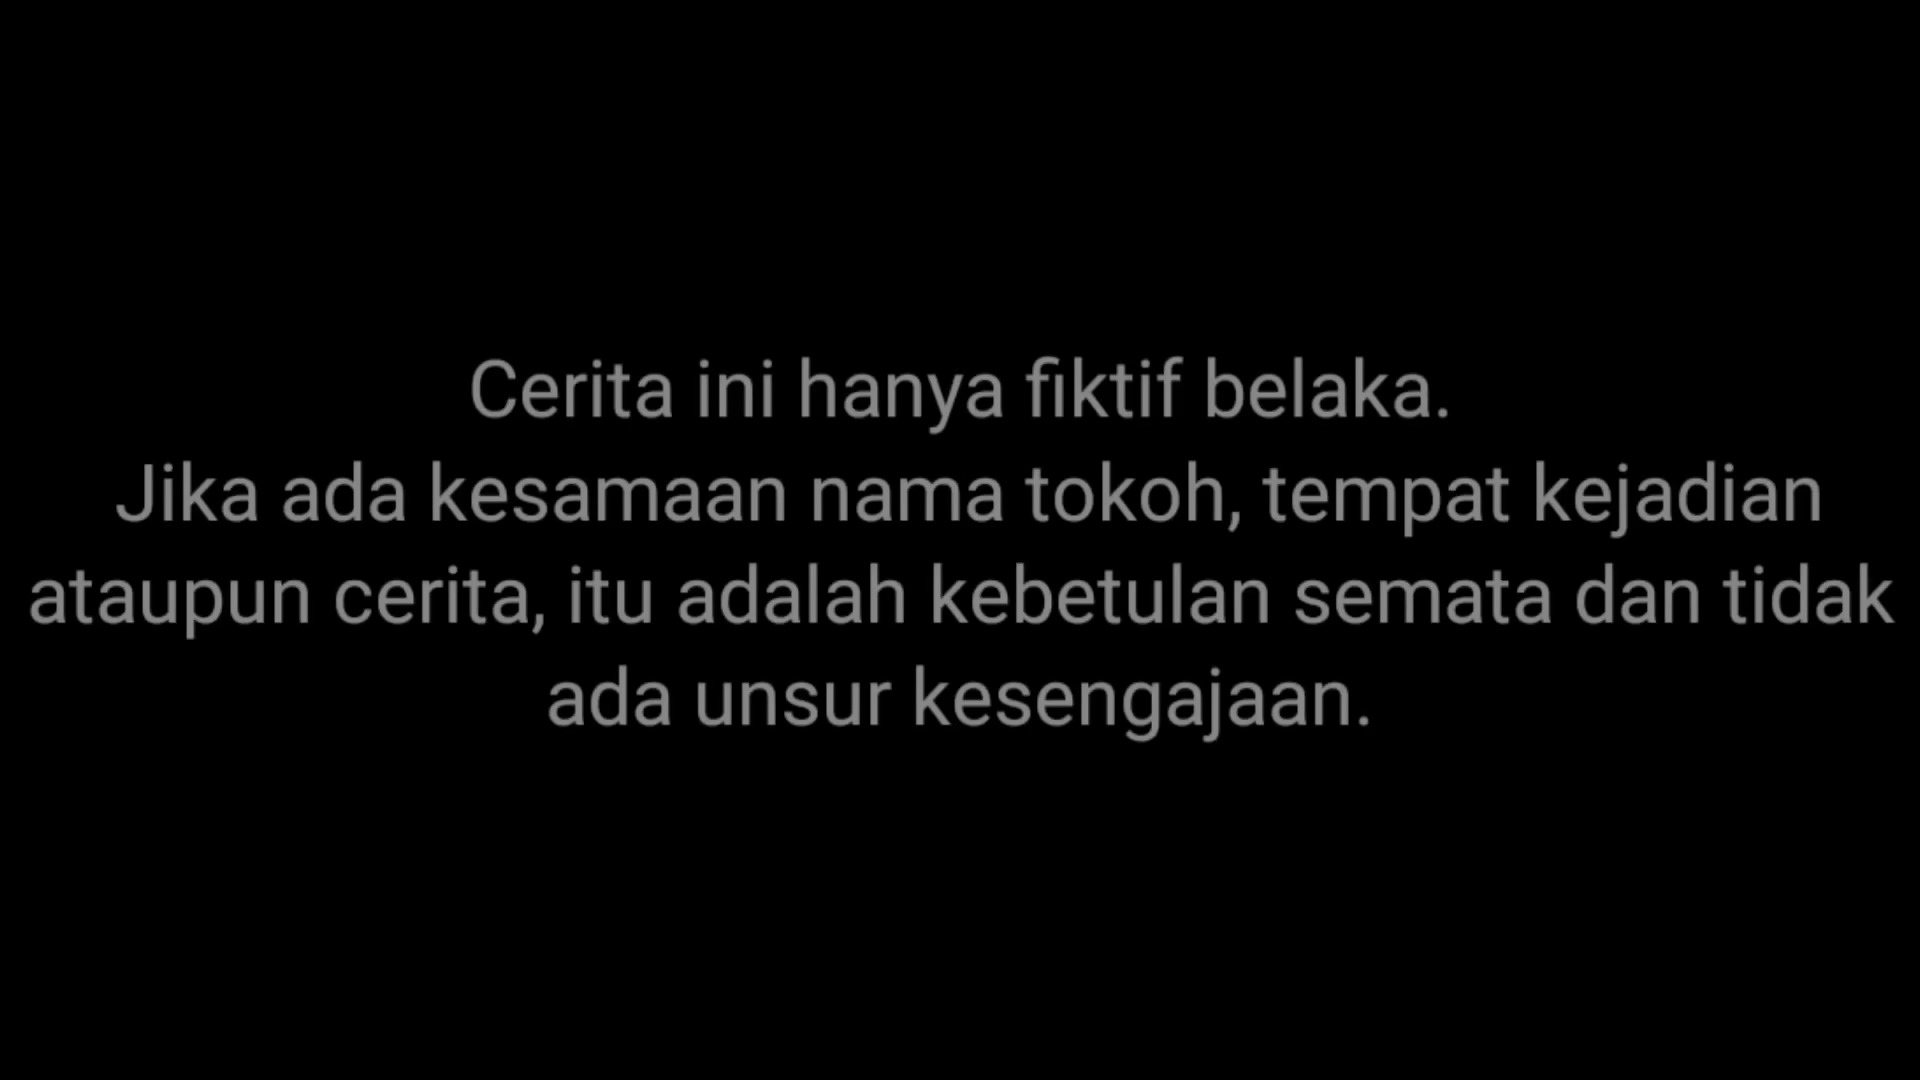 Cerita ini hanya fiktif belaka.
Jika ada kesamaan nama tokoh, tempat kejadian
ataupun cerita, itu adalah kebetulan semata dan tidak
ada unsur kesengajaan.